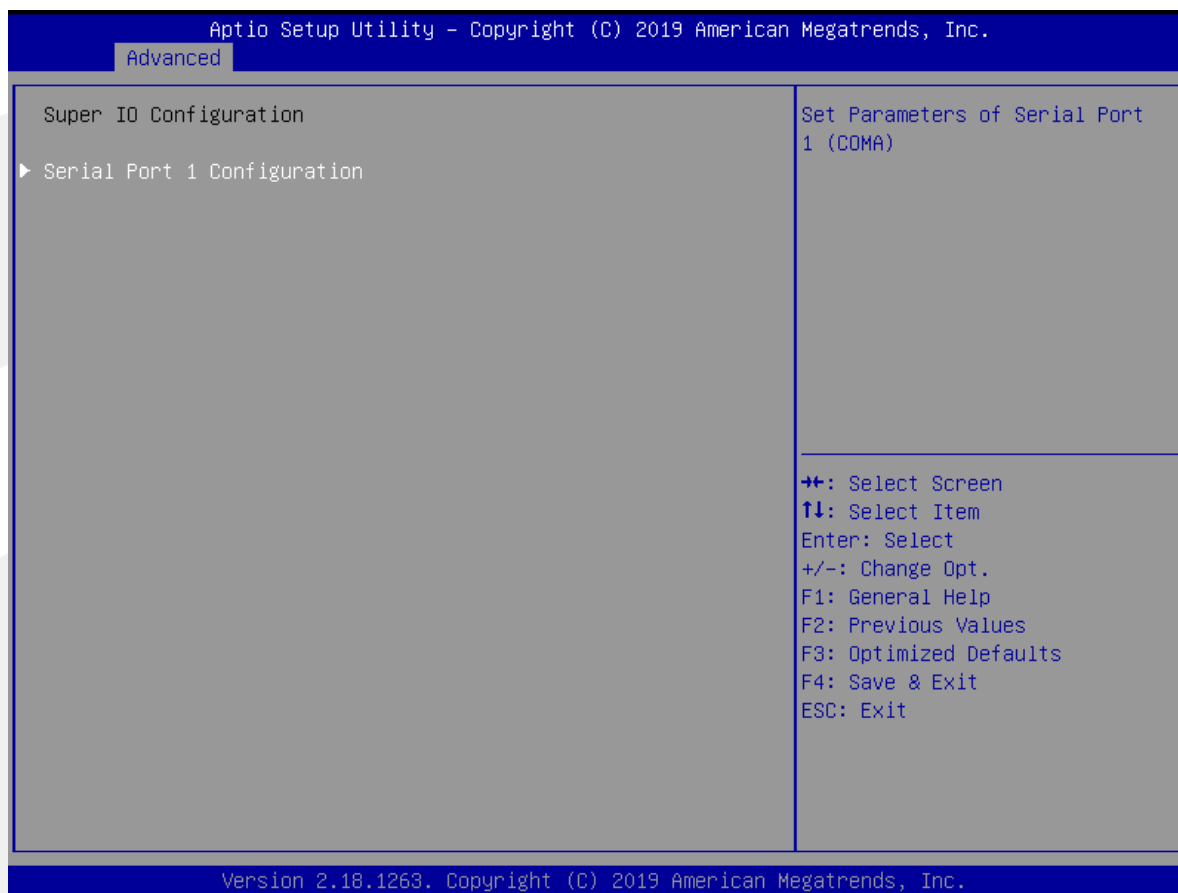 Aptio Setup Utility – Copyright (C) 2019 American Megatrends, Inc.
Advanced
Super IO Configuration
▶ Serial Port 1 Configuration
Set Parameters of Serial Port
1 (COMA)
→←: Select Screen
↑↓: Select Item
Enter: Select
+/-: Change Opt.
F1: General Help
F2: Previous Values
F3: Optimized Defaults
F4: Save & Exit
ESC: Exit
Version 2.18.1263. Copyright (C) 2019 American Megatrends, Inc.